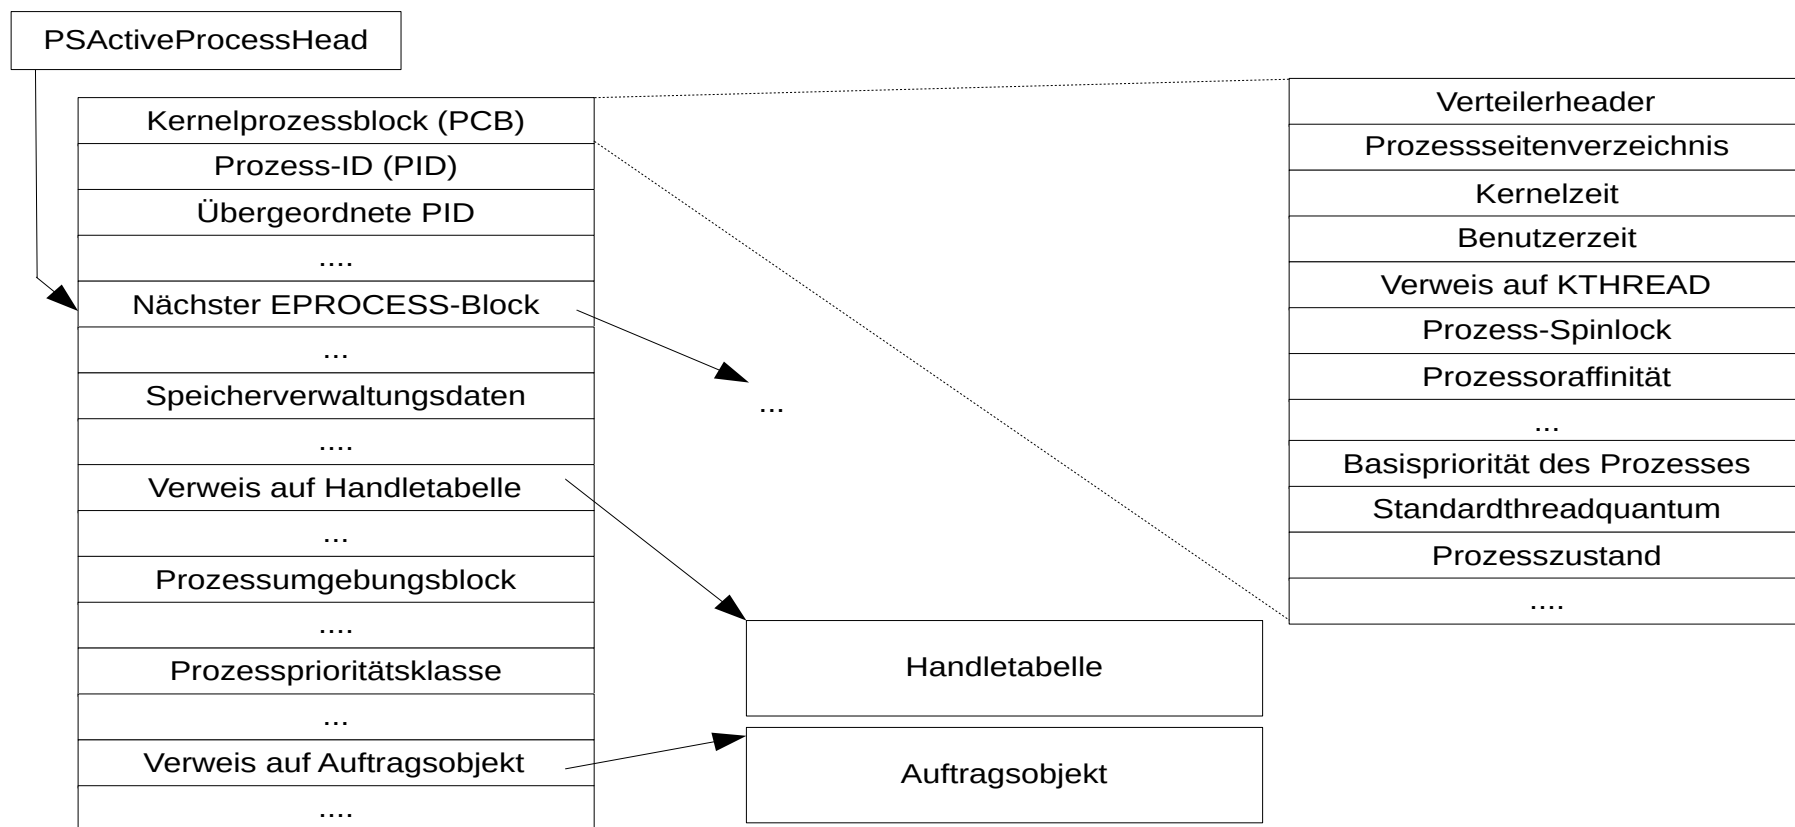 PSActiveProcessHead
Kernelprozessblock (PCB)
Prozess-ID (PID)
Übergeordnete PID
....
Nächster EPROCESS-Block
...
Speicherverwaltungsdaten
....
Verweis auf Handletabelle
...
Prozessumgebungsblock
....
Prozessprioritätsklasse
...
Verweis auf Auftragsobjekt
....
...
Handletabelle
Auftragsobjekt
Verteilerheader
Prozessseitenverzeichnis
Kernelzeit
Benutzerzeit
Verweis auf KTHREAD
Prozess-Spinlock
Prozessoraffinität
...
Basispriorität des Prozesses
Standardthreadquantum
Prozesszustand
....